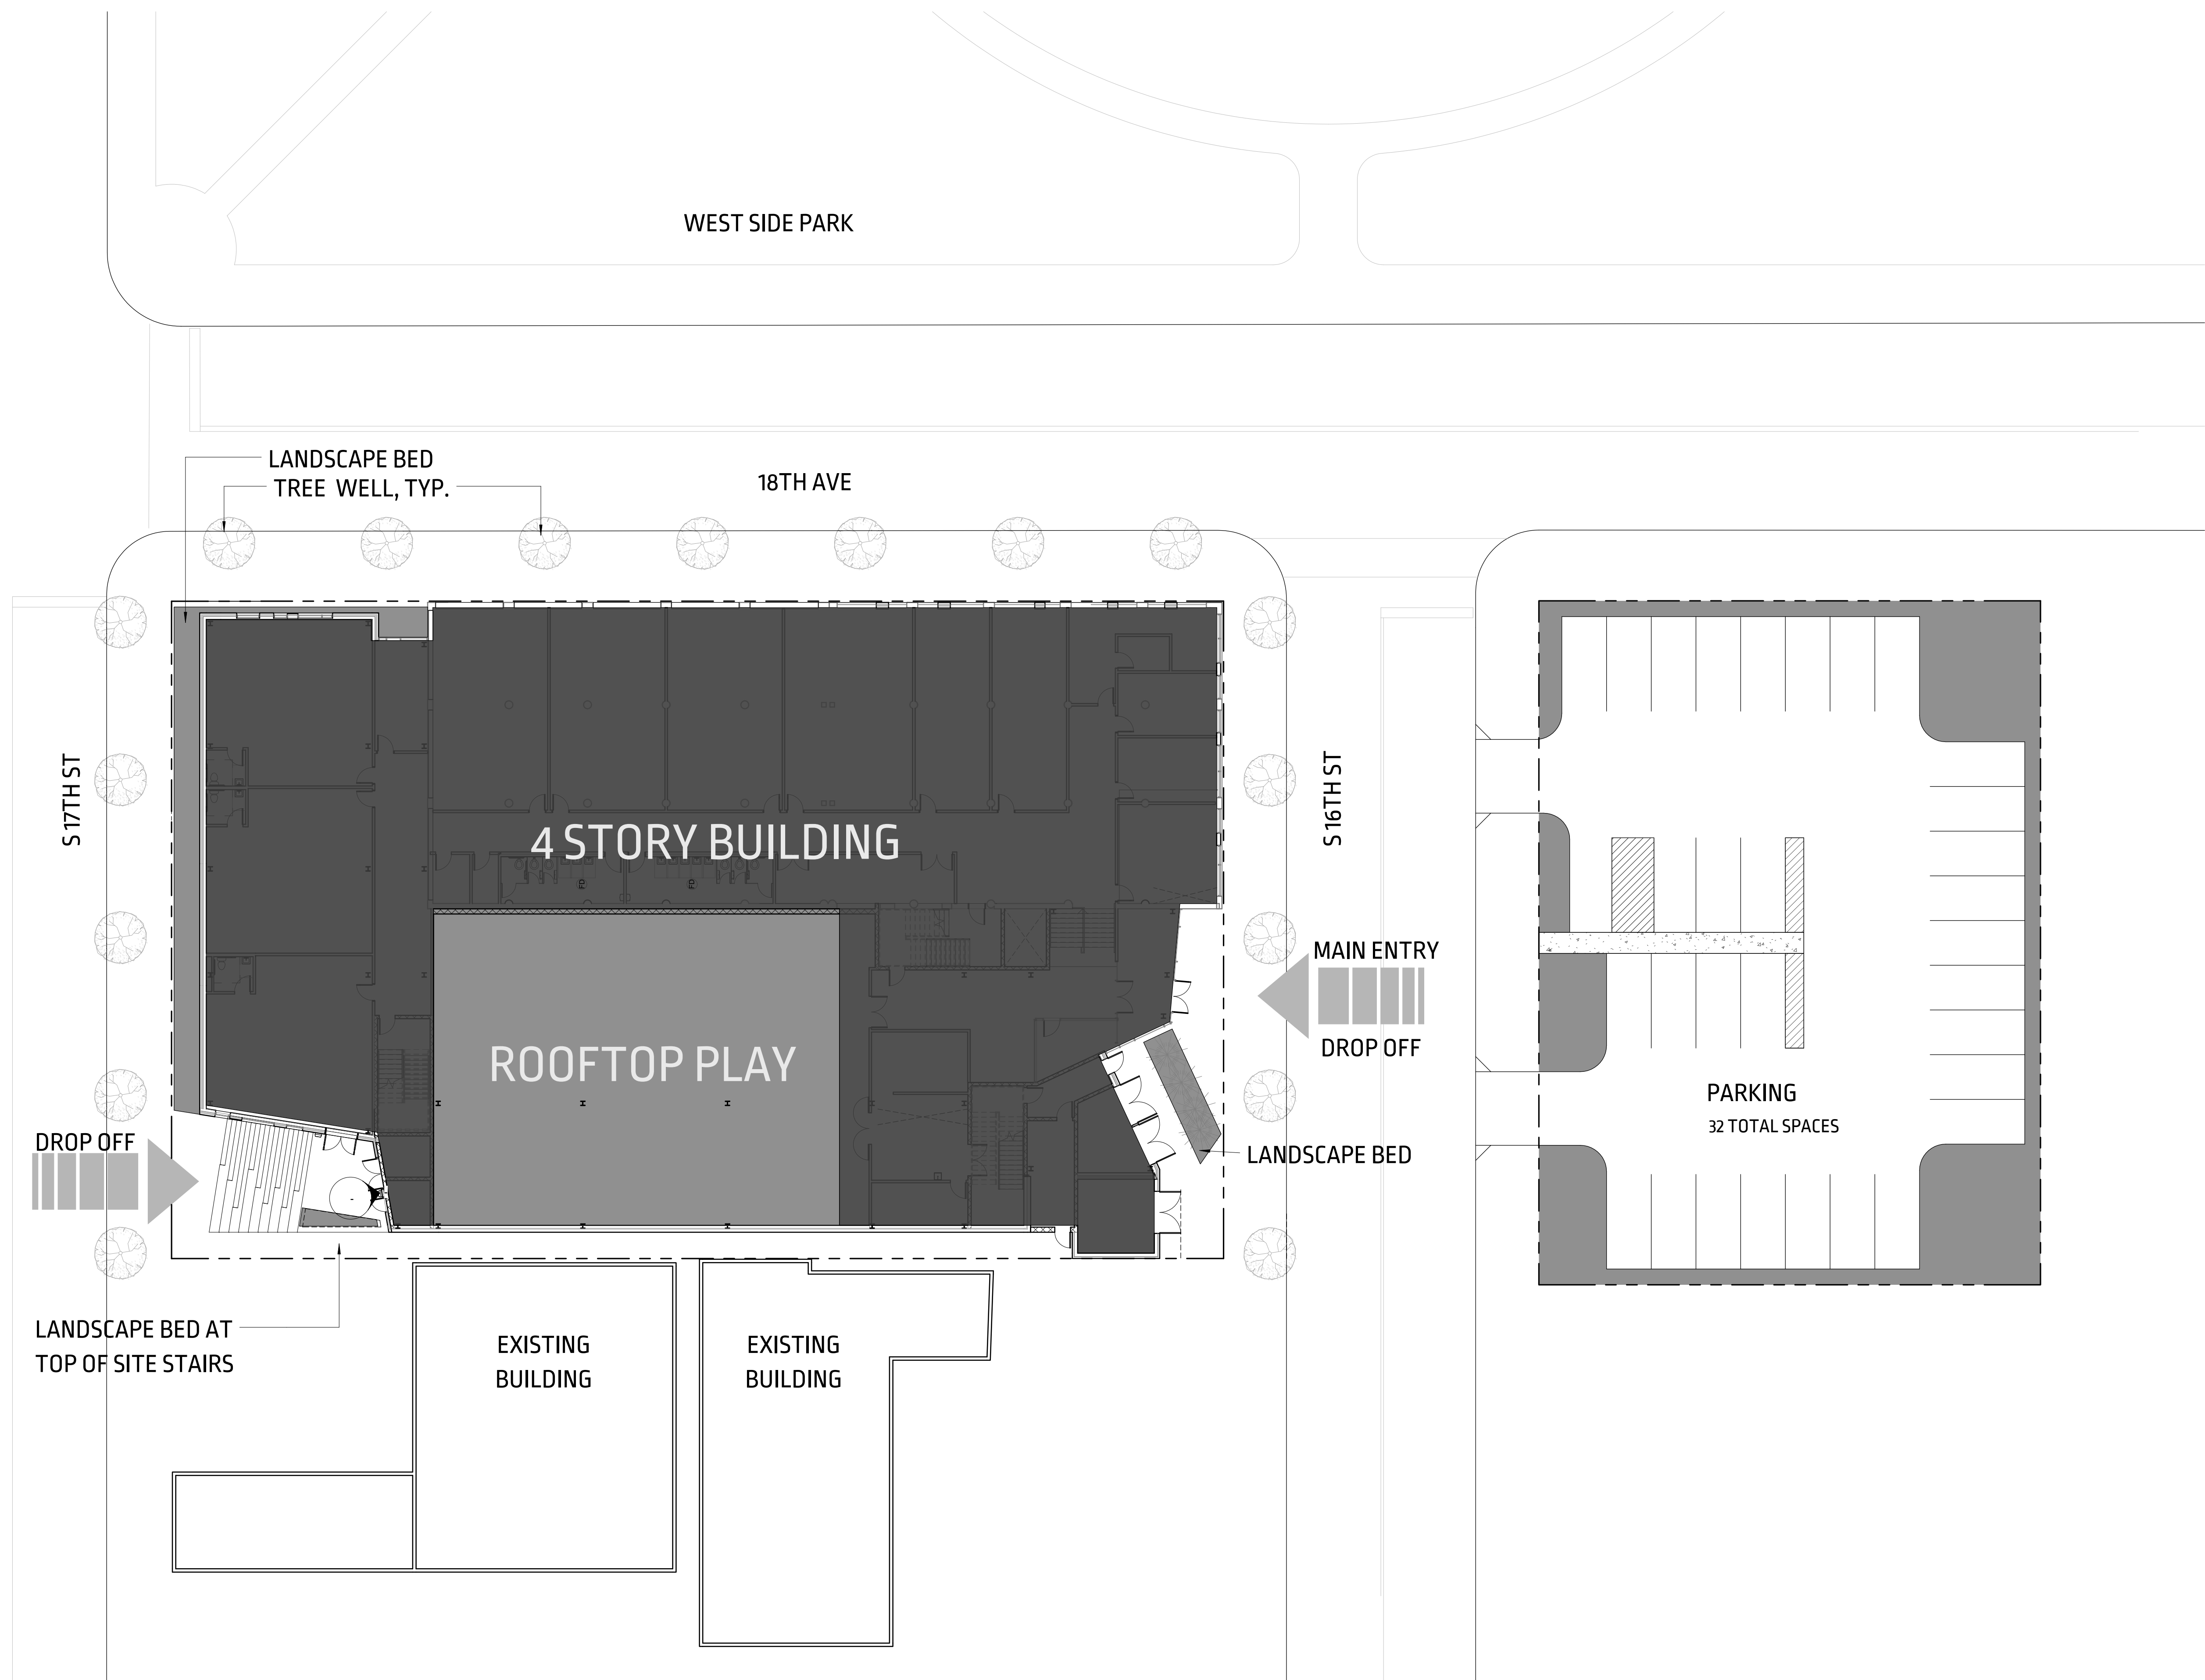 WEST SIDE PARK
LANDSCAPE BED
TREE WELL, TYP.
18TH AVE
S 17TH ST
S 16TH ST
4 STORY BUILDING
FD
FD
MAIN ENTRY
DROP OFF
ROOFTOP PLAY
PARKING
32 TOTAL SPACES
DROP OFF
LANDSCAPE BED
LANDSCAPE BED AT
TOP OF SITE STAIRS
EXISTING
BUILDING
EXISTING
BUILDING